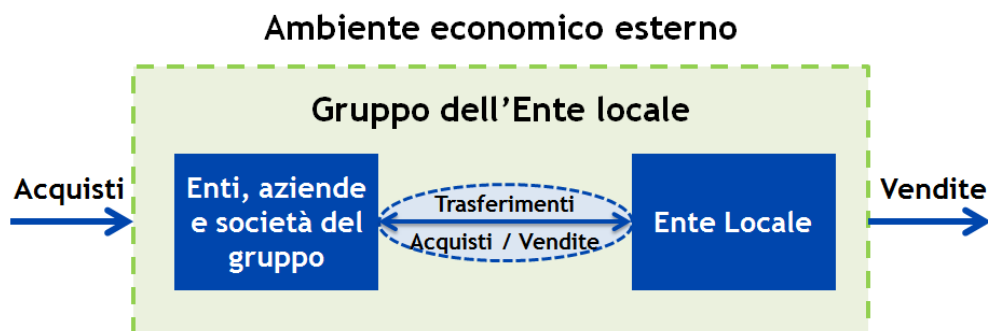 Ambiente economico esterno
Gruppo dell'Ente locale
Acquisti
Enti, aziende
e società del
gruppo
Trasferimenti
Acquisti / Vendite
Ente Locale
Vendite